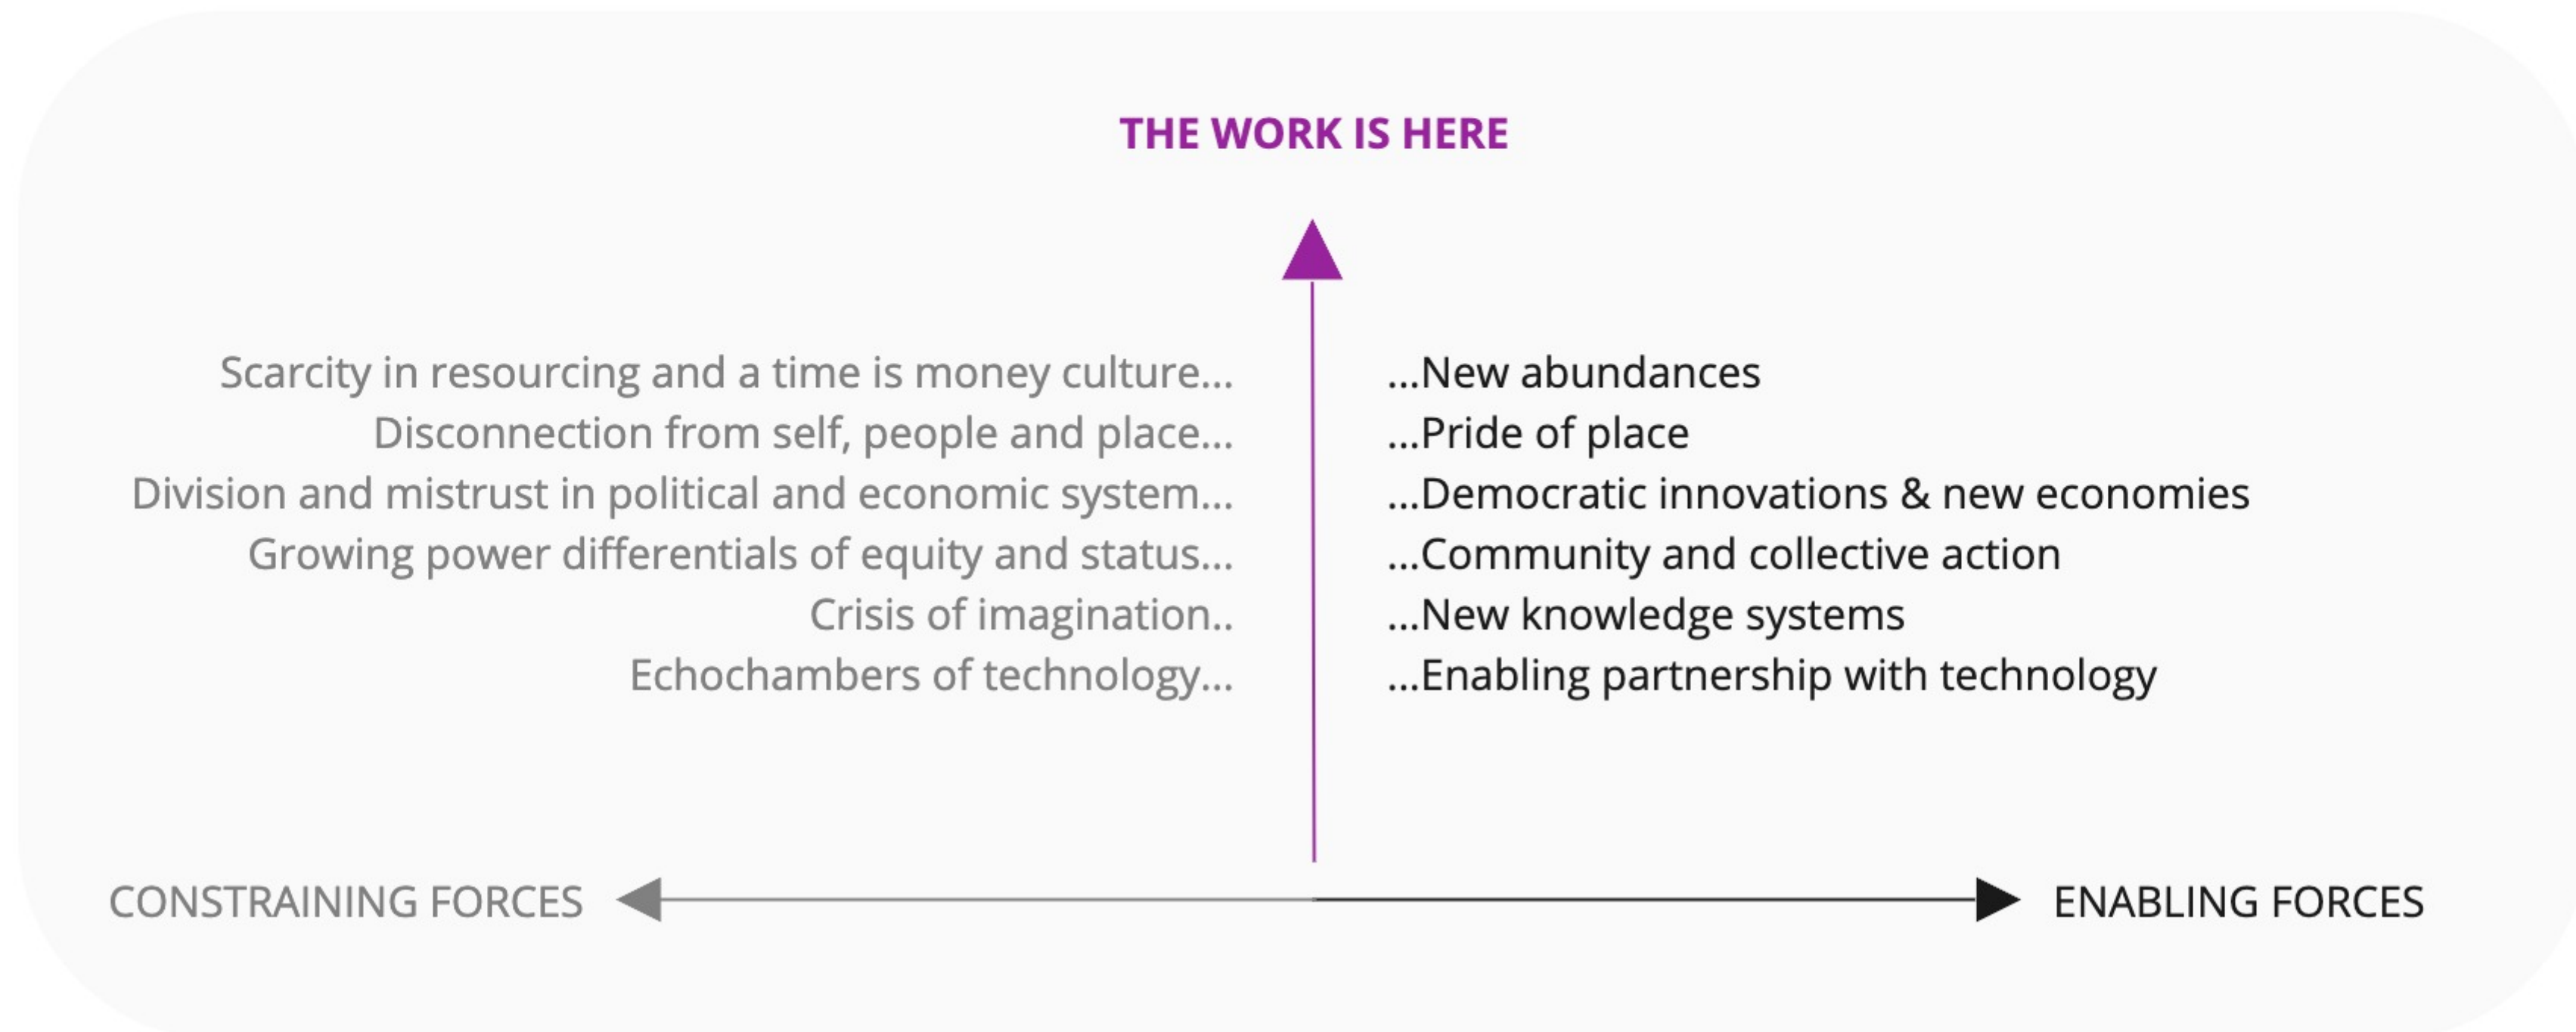 THE WORK IS HERE
Scarcity in resourcing and a time is money culture...
...New abundances
Disconnection from self, people and place...
...Pride of place
Division and mistrust in political and economic system...
...Democratic innovations & new economies
Growing power differentials of equity and status...
...Community and collective action
Crisis of imagination..
...New knowledge systems
Echochambers of technology...
...Enabling partnership with technology
CONSTRAINING FORCES
ENABLING FORCES